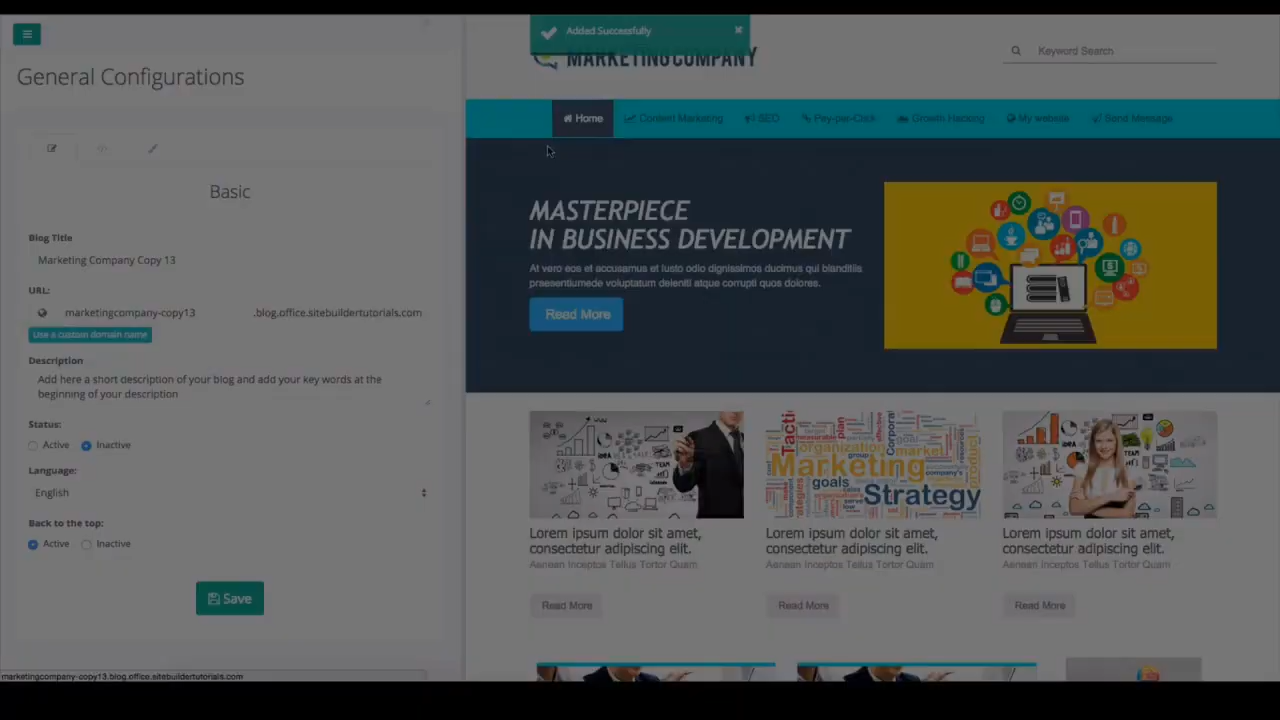 Added Successfully
MARKETINGCOMPANY
Keyword Search
General Configurations
Home
Content Marketing
SEO
Pay-per-Click
Growth Hacking
My website
Send Message
Basic
Blog Title
Marketing Company Copy 13
URL:
marketingcompany-copy13
.blog.office.sitebuildertutorials.com
Use a custom domain name
Description
Add here a short description of your blog and add your key words at the
beginning of your description
Status:
Active
Inactive
Language:
English
Back to the top:
Active
Inactive
Save
marketingcompany-copy13.blog.office.sitebuildertutorials.com
MASTERPIECE
IN BUSINESS DEVELOPMENT
At vero eos et accusamus et iusto odio dignissimos ducimus qui blanditiis
praesentiumede voluptatum deleniti atque corrupti quos dolores.
Read More
Marketing
Strategy
organization
goals
group
market
plan
measurable
Lorem ipsum dolor sit amet,
consectetur adipiscing elit.
Aenean Inceptos Tellus Tortor Quam
Read More
Lorem ipsum dolor sit amet,
consectetur adipiscing elit.
Aenean Inceptos Tellus Tortor Quam
Read More
Lorem ipsum dolor sit amet,
consectetur adipiscing elit.
Aenean Inceptos Tellus Tortor Quam
Read More